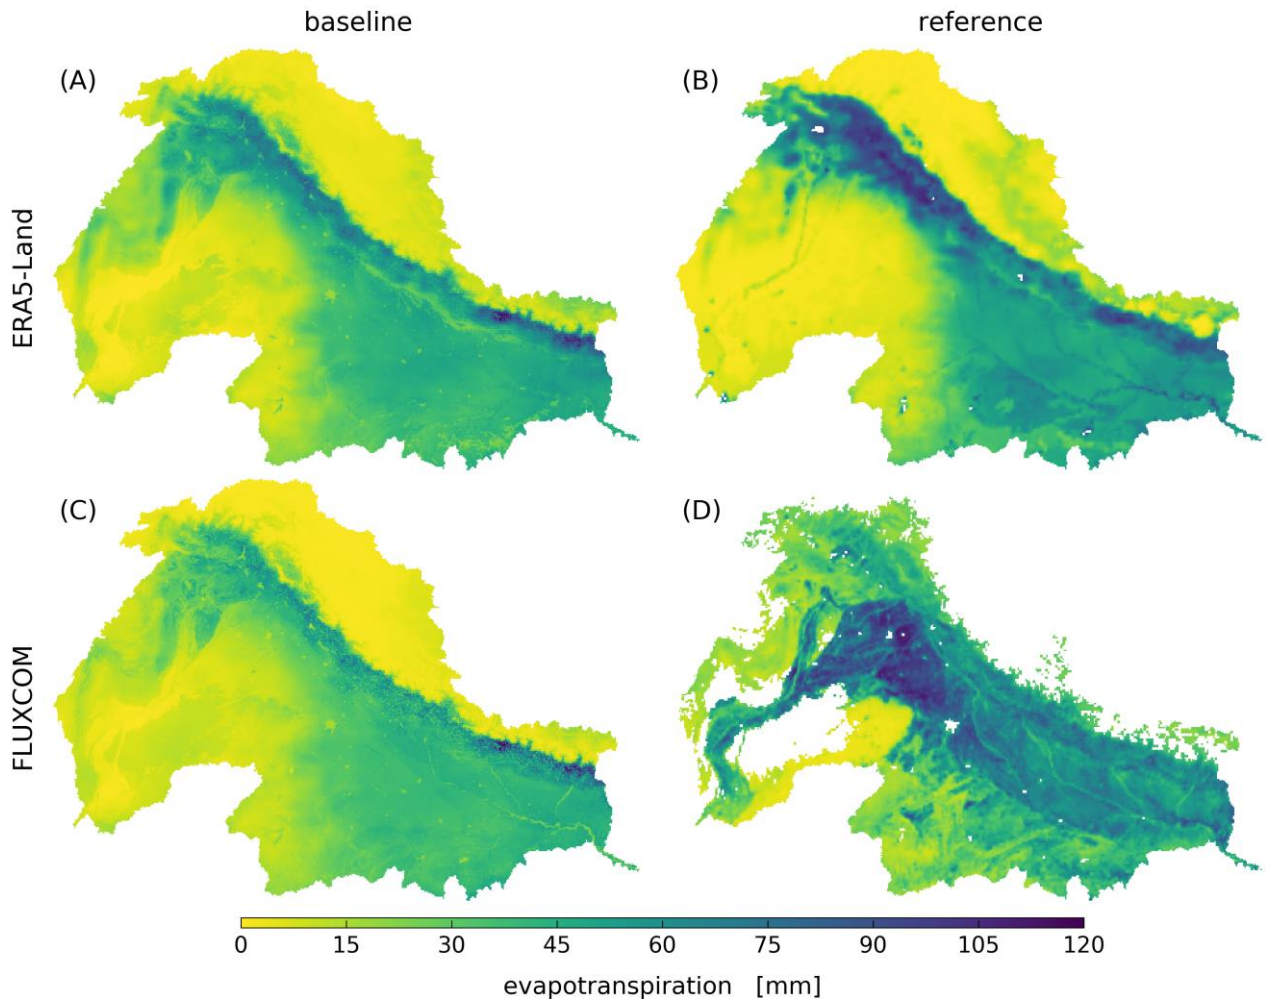 baseline reference
(A) (B)
ERA5-Land
(C) (D)
FLUXCOM
0 15 30 45 60 75 90 105 120
evapotranspiration [mm]